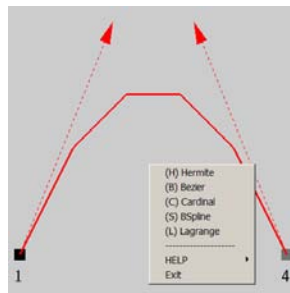 (H) Hermite
(B) Bezier
(C) Cardinal
(S) BSpline
(L) Lagrange
--------------------
HELP
Exit
1
4